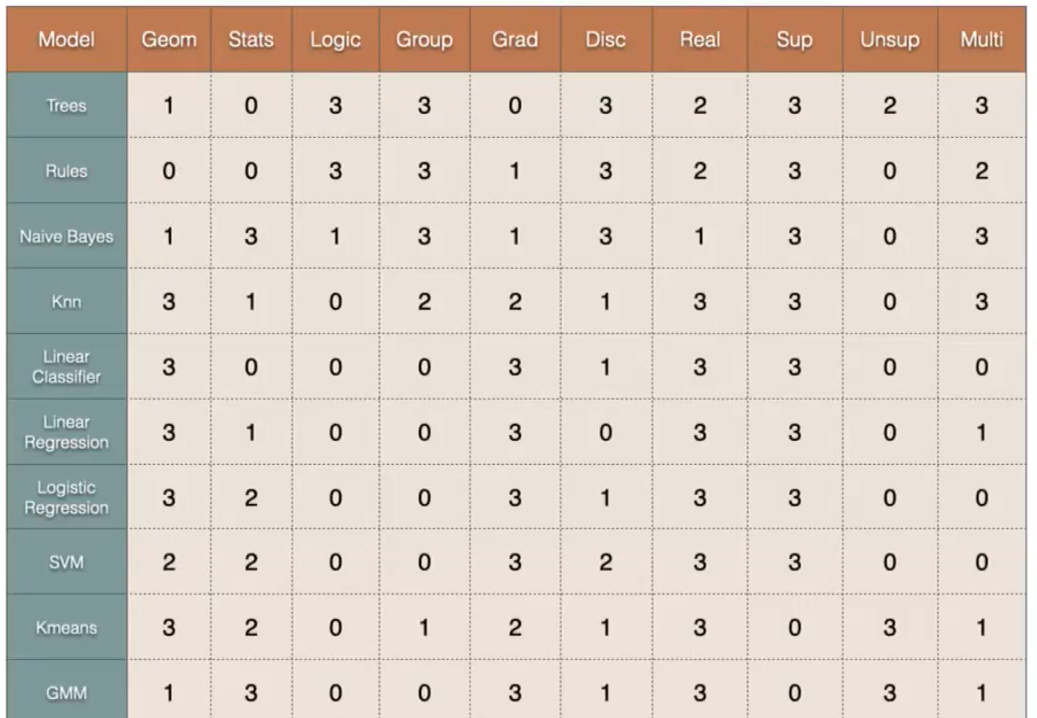 Model Geom Stats Logic Group Grad Disc Real Sup Unsup Multi
Trees 1 0 3 3 0 3 2 3 2 3
Rules 0 0 3 3 1 3 2 3 0 2
Naive Bayes 1 3 1 3 1 3 1 3 0 3
Knn 3 1 0 2 2 1 3 3 0 3
Linear
Classifier 3 0 0 0 3 1 3 3 0 0
Linear
Regression 3 1 0 0 3 0 3 3 0 1
Logistic
Regression 3 2 0 0 3 1 3 3 0 0
SVM 2 2 0 0 3 2 3 3 0 0
Kmeans 3 2 0 1 2 1 3 0 3 1
GMM 1 3 0 0 3 1 3 0 3 1